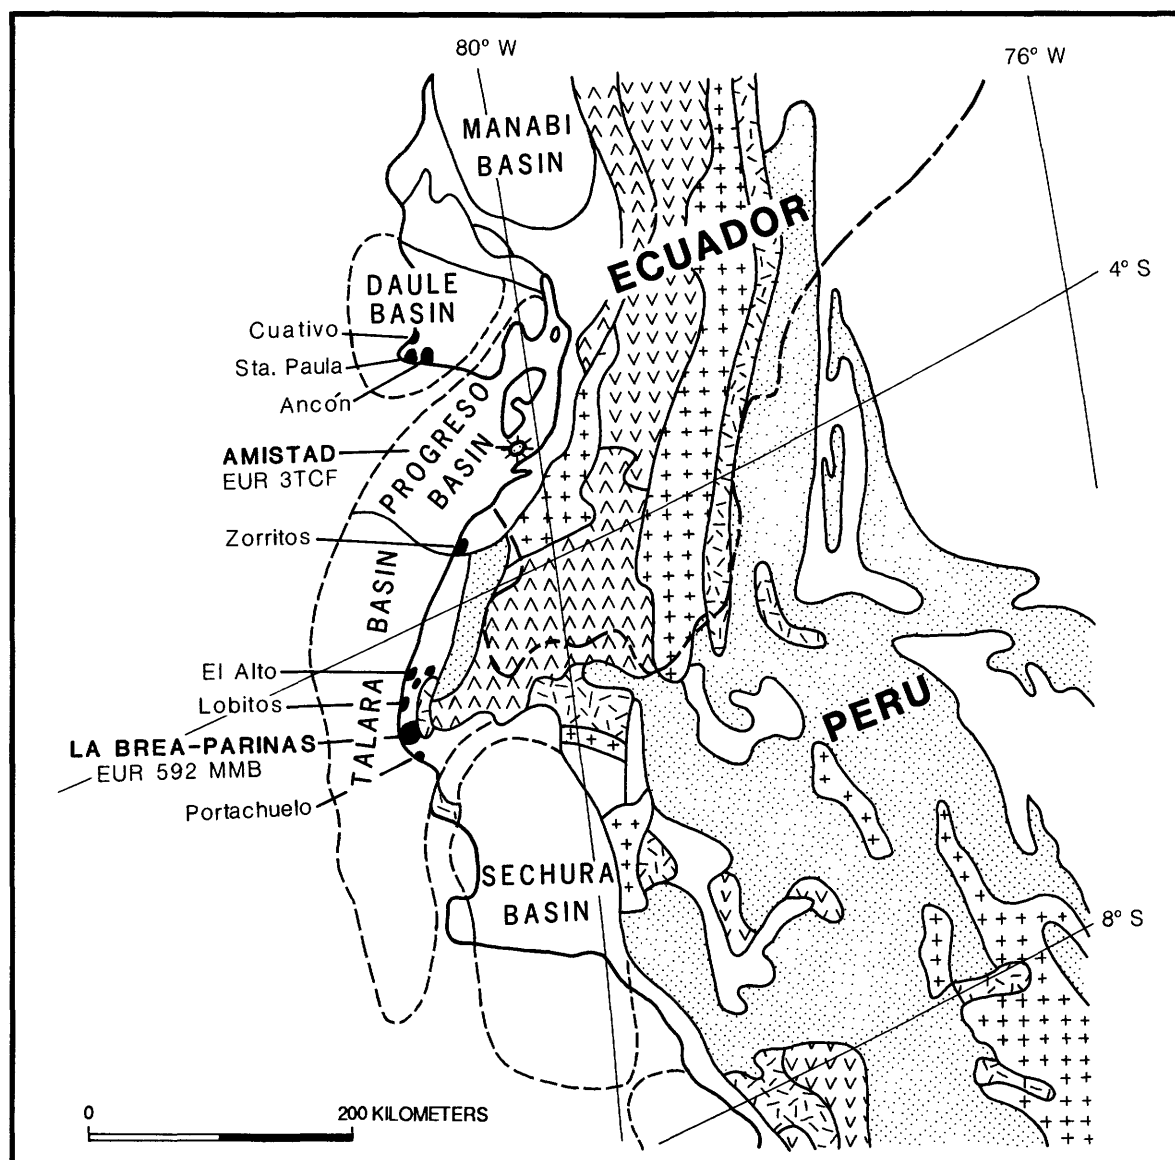 80° W
76° W
MANABI
BASIN
ECUADOR
4° S
DAULE
BASIN
Cuativo
Sta. Paula
Ancón
PROGRESO
BASIN
AMISTAD
EUR 3TCF
Zorritos
TALARA BASIN
El Alto
Lobitos
PERU
LA BREA-PARINAS
EUR 592 MMB
Portachuelo
SECHURA
BASIN
8° S
0
200 KILOMETERS